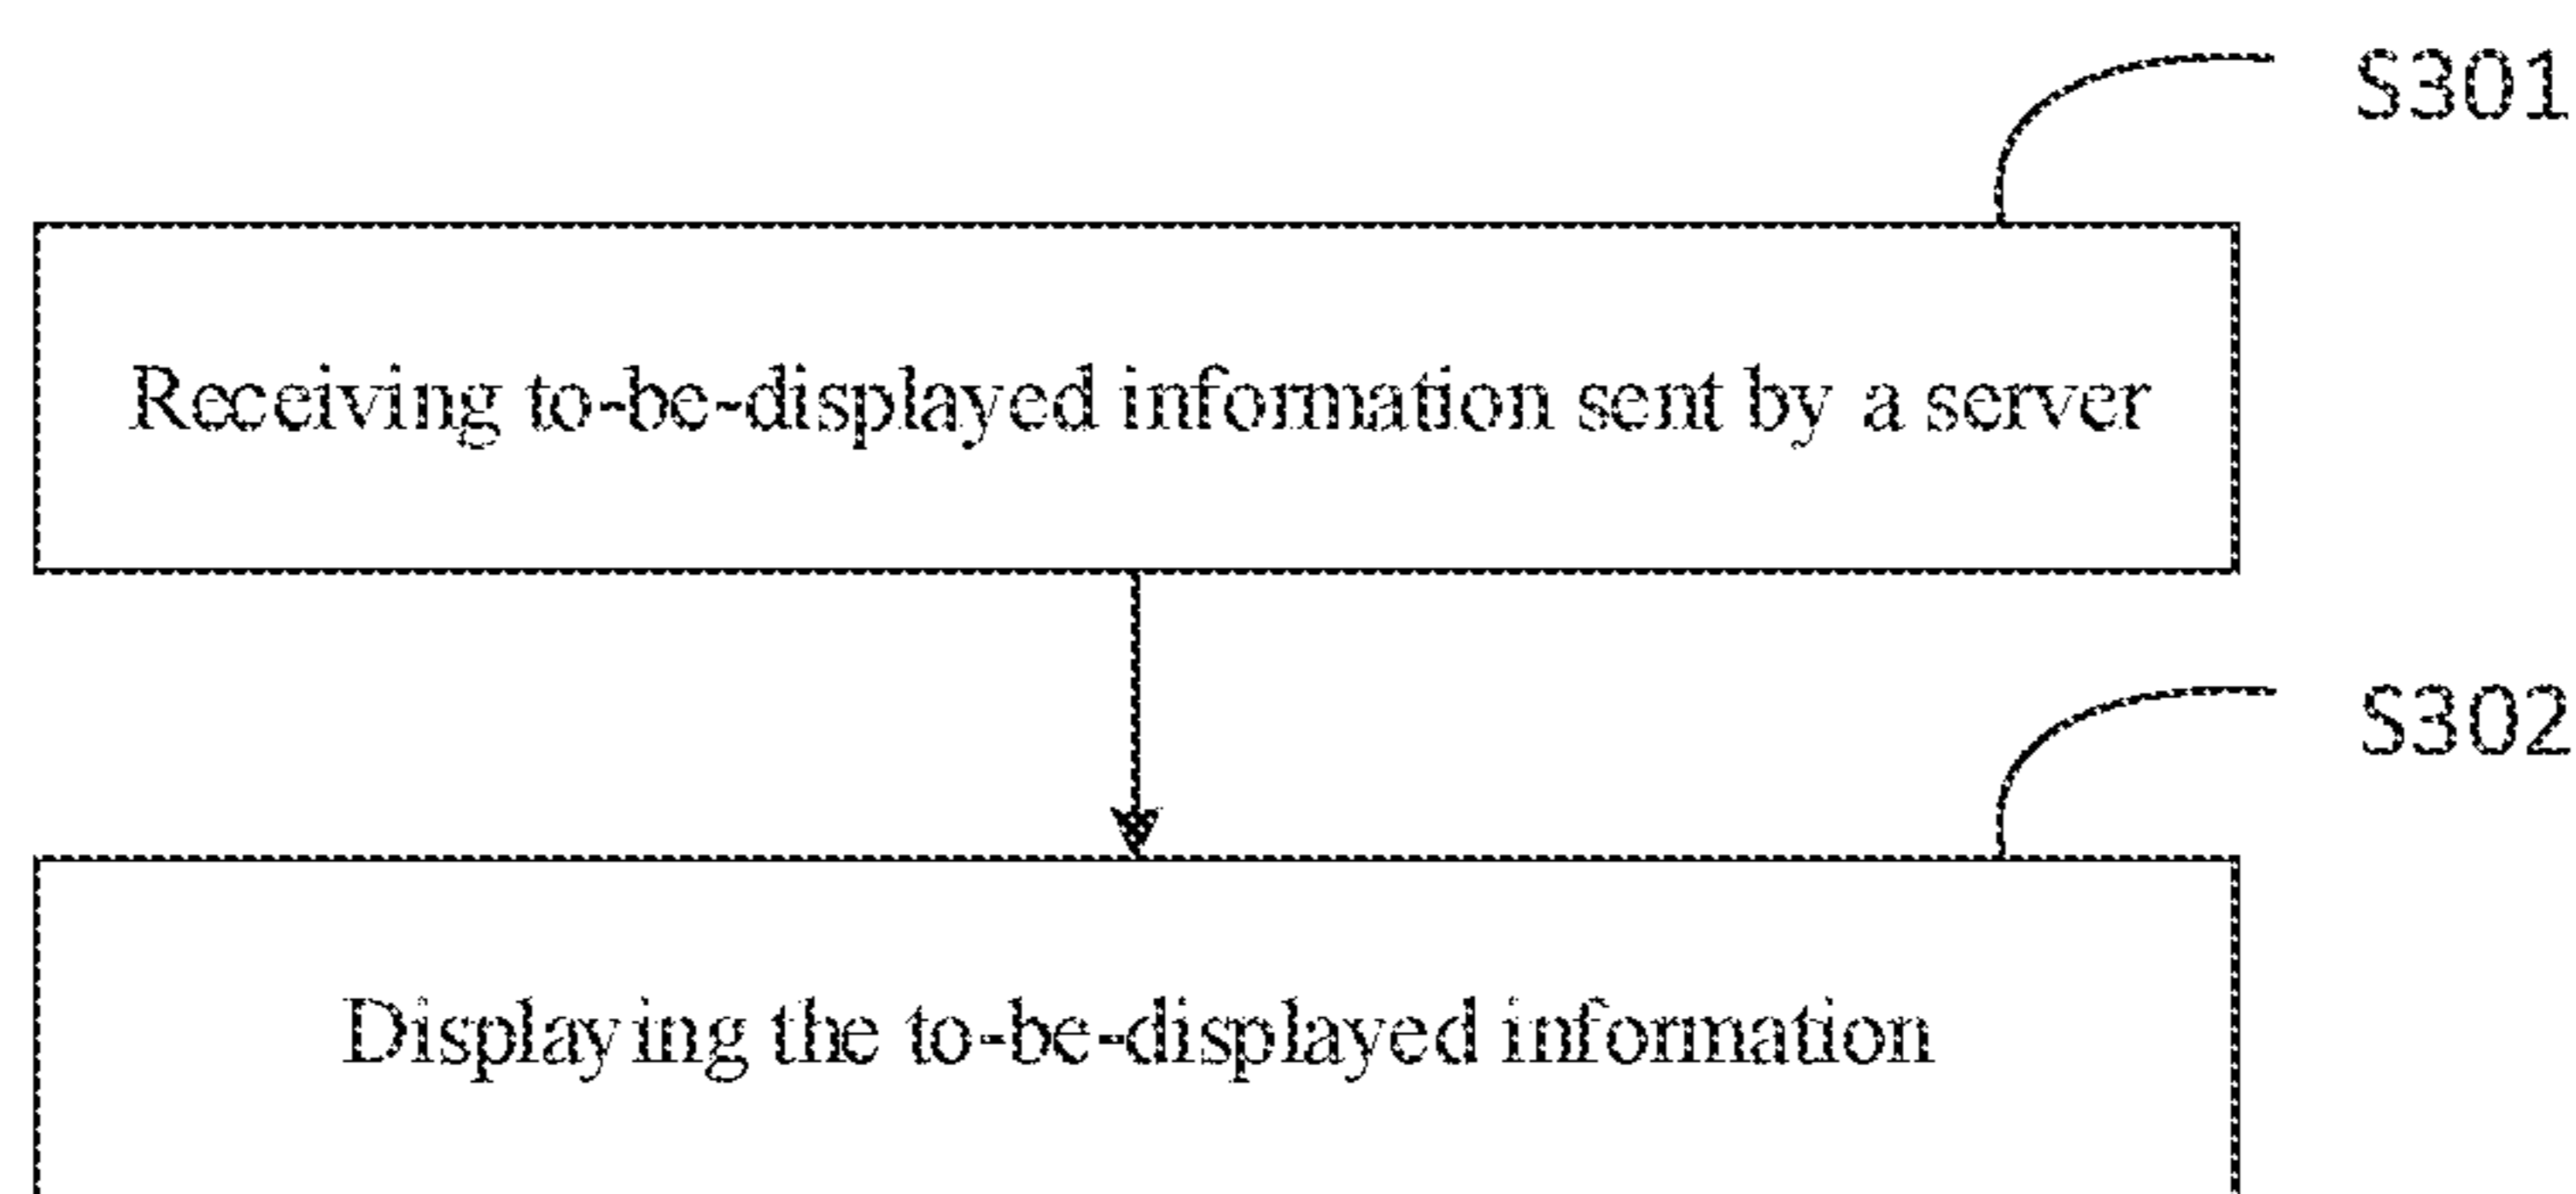 S301
Receiving to-be-displayed information sent by a server
S302
Displaying the to-be-displayed information